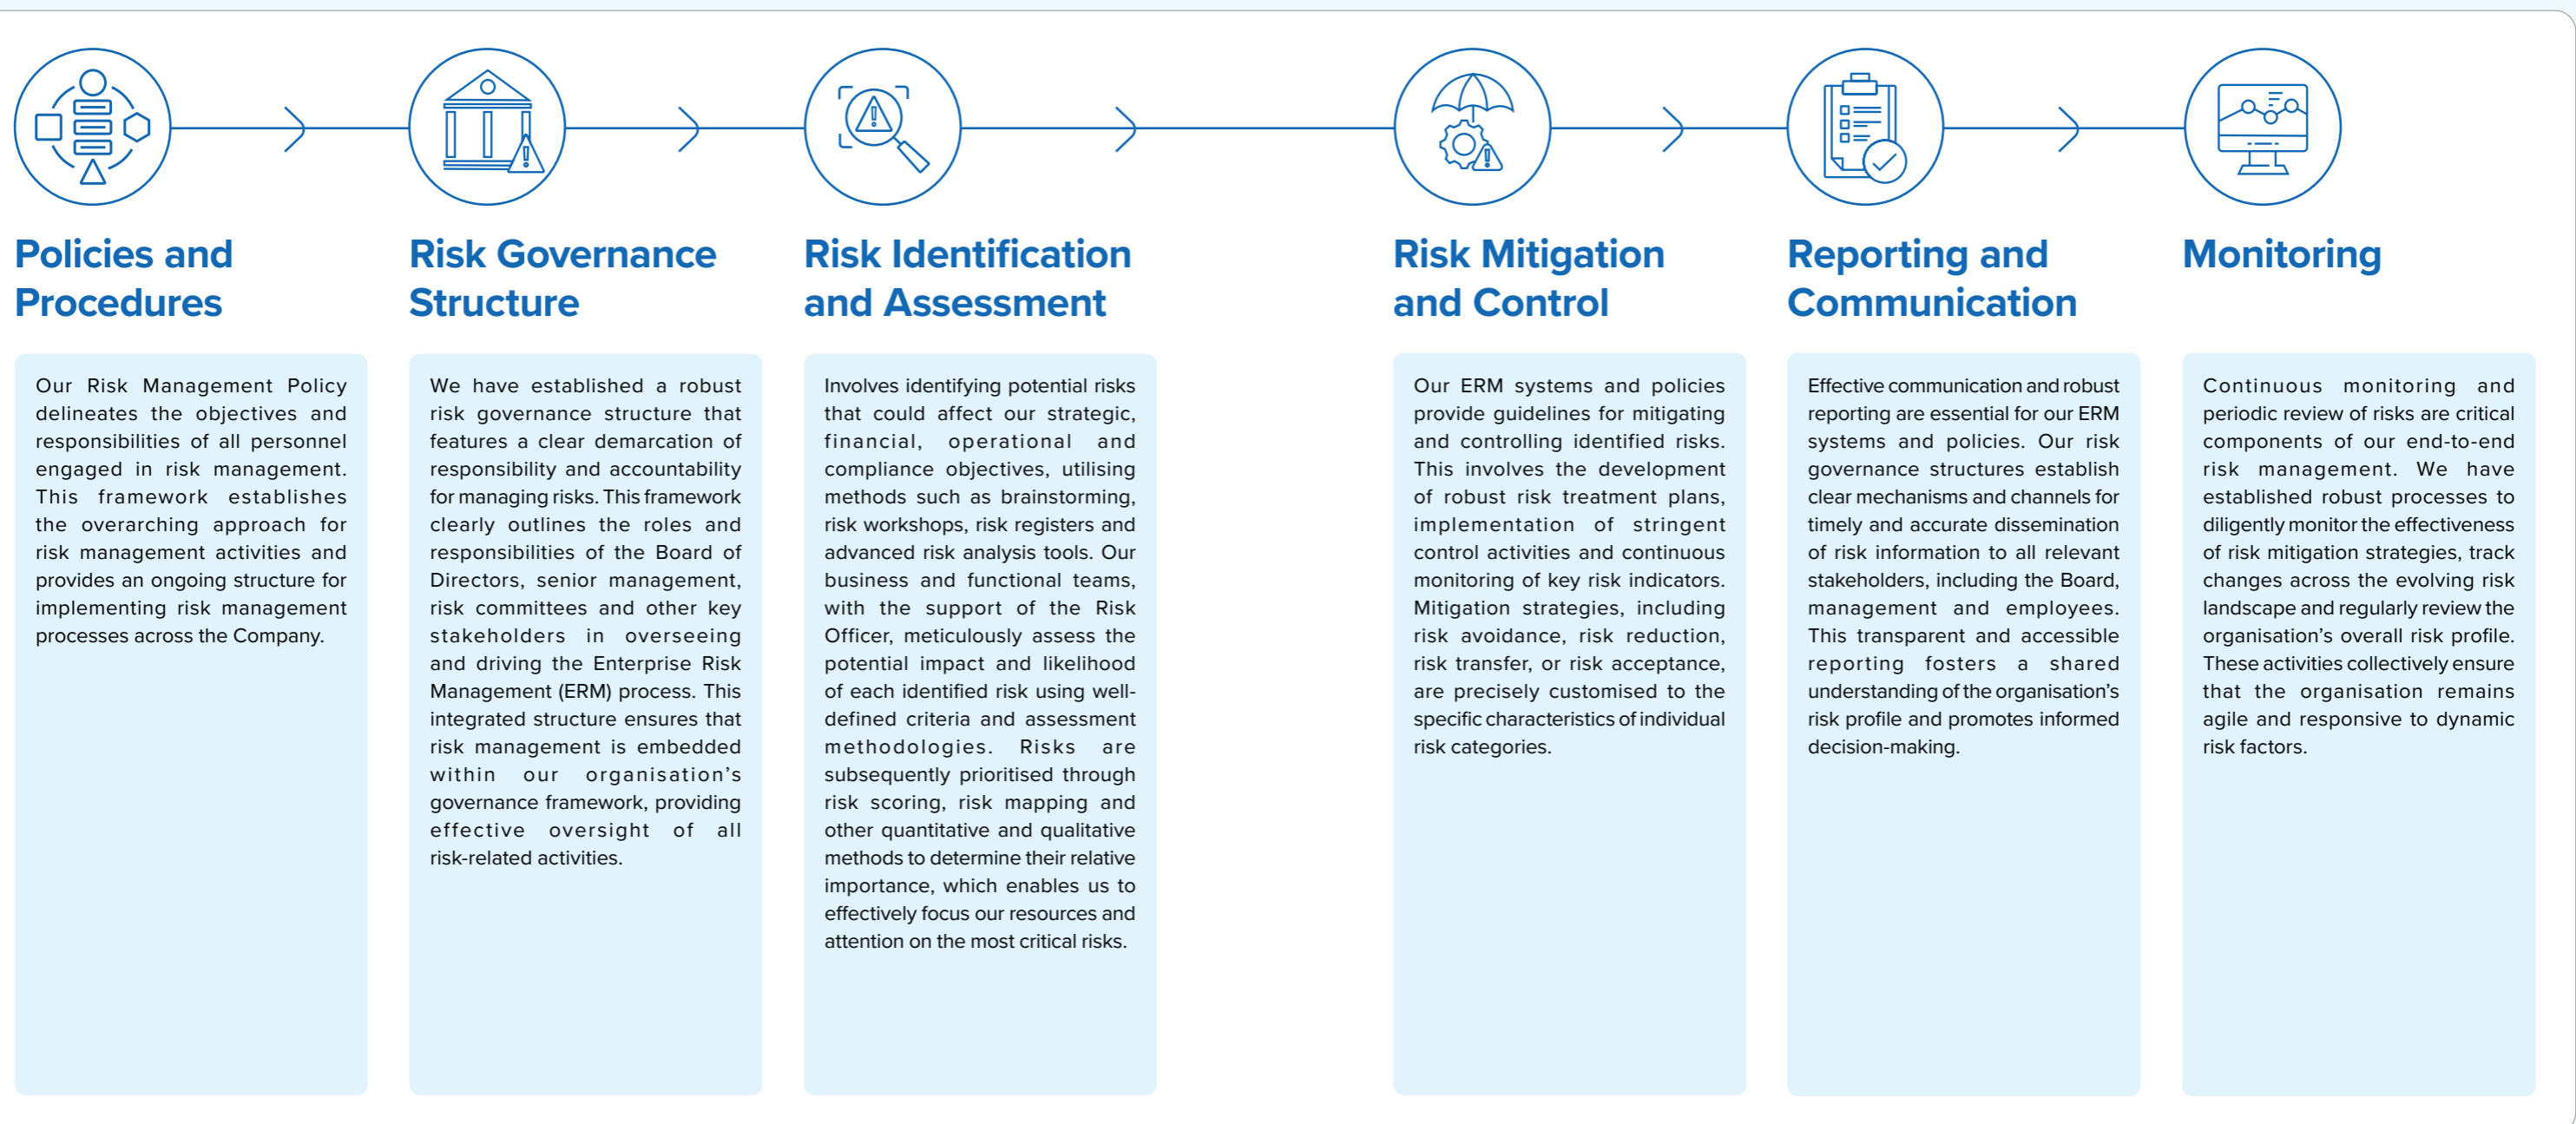 Policies and
Procedures
Our Risk Management Policy
delineates the objectives and
responsibilities of all personnel
engaged in risk management.
This framework establishes
the overarching approach for
risk management activities and
provides an ongoing structure for
implementing risk management
processes across the Company.
Risk Governance
Structure
We have established a robust
risk governance structure that
features a clear demarcation of
responsibility and accountability
for managing risks. This framework
clearly outlines the roles and
responsibilities of the Board of
Directors, senior management,
risk committees and other key
stakeholders in overseeing
and driving the Enterprise Risk
Management (ERM) process. This
integrated structure ensures that
risk management is embedded
within our organisation’s
governance framework, providing
effective oversight of all
risk-related activities.
Risk Identification
and Assessment
Involves identifying potential risks
that could affect our strategic,
financial, operational and
compliance objectives, utilising
methods such as brainstorming,
risk workshops, risk registers and
advanced risk analysis tools. Our
business and functional teams,
with the support of the Risk
Officer, meticulously assess the
potential impact and likelihood
of each identified risk using well-
defined criteria and assessment
methodologies. Risks are
subsequently prioritised through
risk scoring, risk mapping and
other quantitative and qualitative
methods to determine their relative
importance, which enables us to
effectively focus our resources and
attention on the most critical risks.
Risk Mitigation
and Control
Our ERM systems and policies
provide guidelines for mitigating
and controlling identified risks.
This involves the development
of robust risk treatment plans,
implementation of stringent
control activities and continuous
monitoring of key risk indicators.
Mitigation strategies, including
risk avoidance, risk reduction,
risk transfer, or risk acceptance,
are precisely customised to the
specific characteristics of individual
risk categories.
Reporting and
Communication
Effective communication and robust
reporting are essential for our ERM
systems and policies. Our risk
governance structures establish
clear mechanisms and channels for
timely and accurate dissemination
of risk information to all relevant
stakeholders, including the Board,
management and employees.
This transparent and accessible
reporting fosters a shared
understanding of the organisation’s
risk profile and promotes informed
decision-making.
Monitoring
Continuous monitoring and
periodic review of risks are critical
components of our end-to-end
risk management. We have
established robust processes to
diligently monitor the effectiveness
of risk mitigation strategies, track
changes across the evolving risk
landscape and regularly review the
organisation’s overall risk profile.
These activities collectively ensure
that the organisation remains
agile and responsive to dynamic
risk factors.